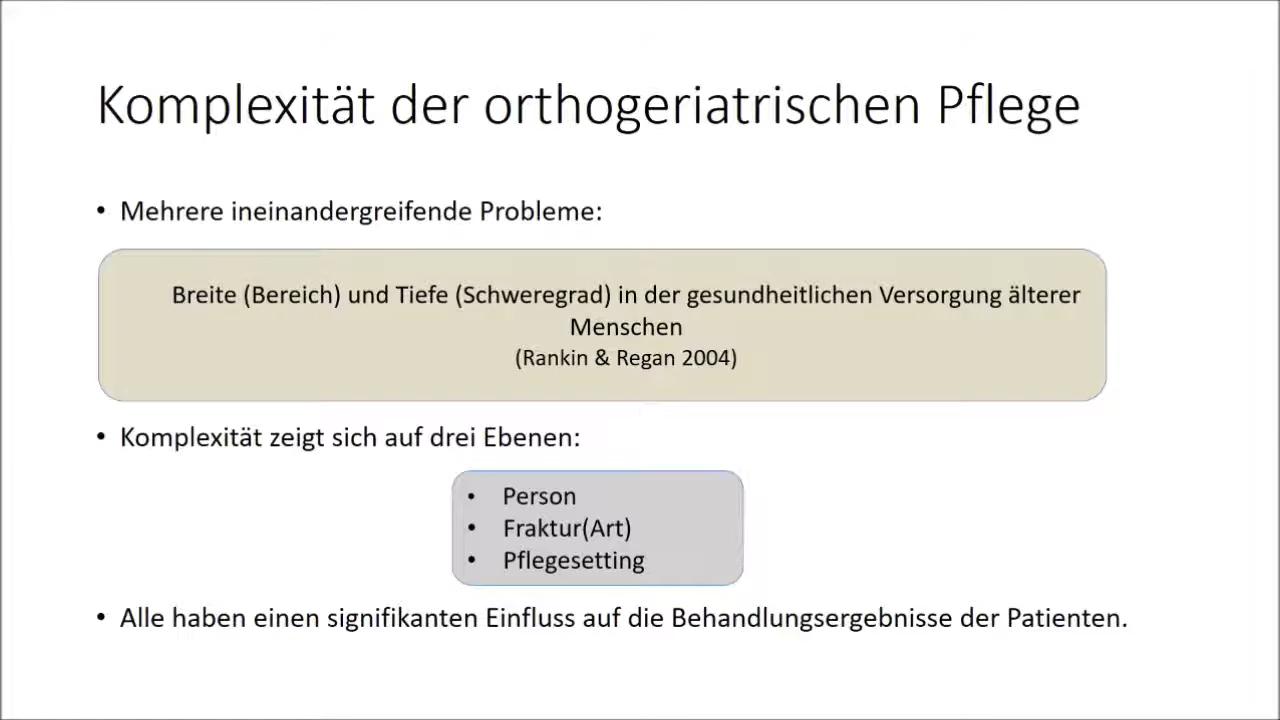 Komplexität der orthogeriatrischen Pflege
• Mehrere ineinandergreifende Probleme:
Breite (Bereich) und Tiefe (Schweregrad) in der gesundheitlichen Versorgung älterer
Menschen
(Rankin & Regan 2004)
• Komplexität zeigt sich auf drei Ebenen:
• Person
• Fraktur(Art)
• Pflegesetting
• Alle haben einen signifikanten Einfluss auf die Behandlungsergebnisse der Patienten.